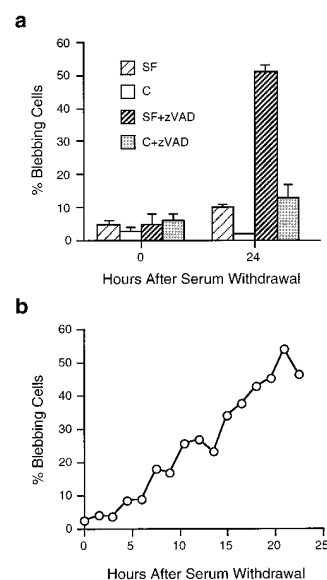 a
60
50
40
30
20
10
0
% Blebbing Cells
SF
C
SF+zVAD
C+zVAD
0 24
Hours After Serum Withdrawal
b
60
50
40
30
20
10
0
% Blebbing Cells
0 5 10 15 20 25
Hours After Serum Withdrawal